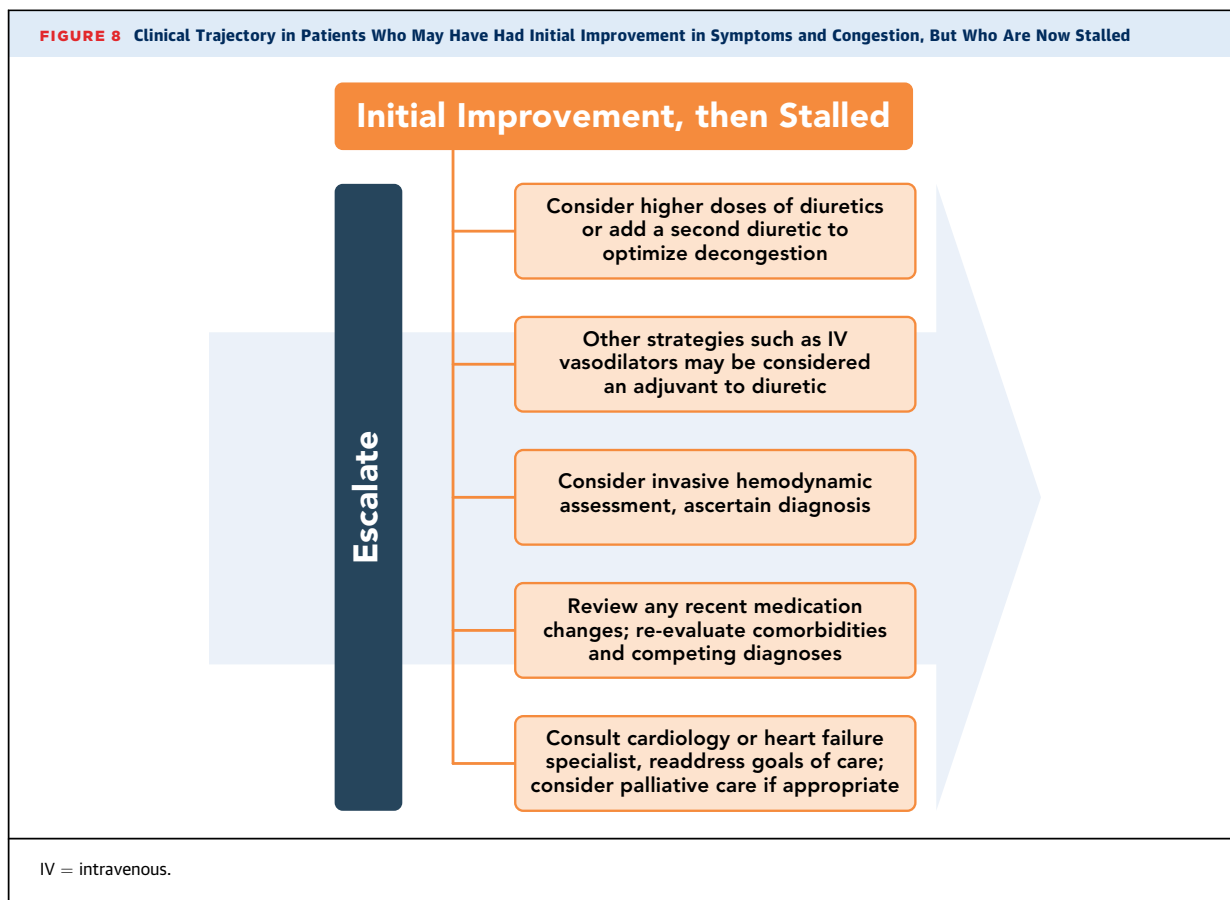 FIGURE 8 Clinical Trajectory in Patients Who May Have Had Initial Improvement in Symptoms and Congestion, But Who Are Now Stalled
Initial Improvement, then Stalled
Escalate
Consider higher doses of diuretics
or add a second diuretic to
optimize decongestion
Other strategies such as IV
vasodilators may be considered
an adjuvant to diuretic
Consider invasive hemodynamic
assessment, ascertain diagnosis
Review any recent medication
changes; re-evaluate comorbidities
and competing diagnoses
Consult cardiology or heart failure
specialist, readdress goals of care;
consider palliative care if appropriate
IV = intravenous.